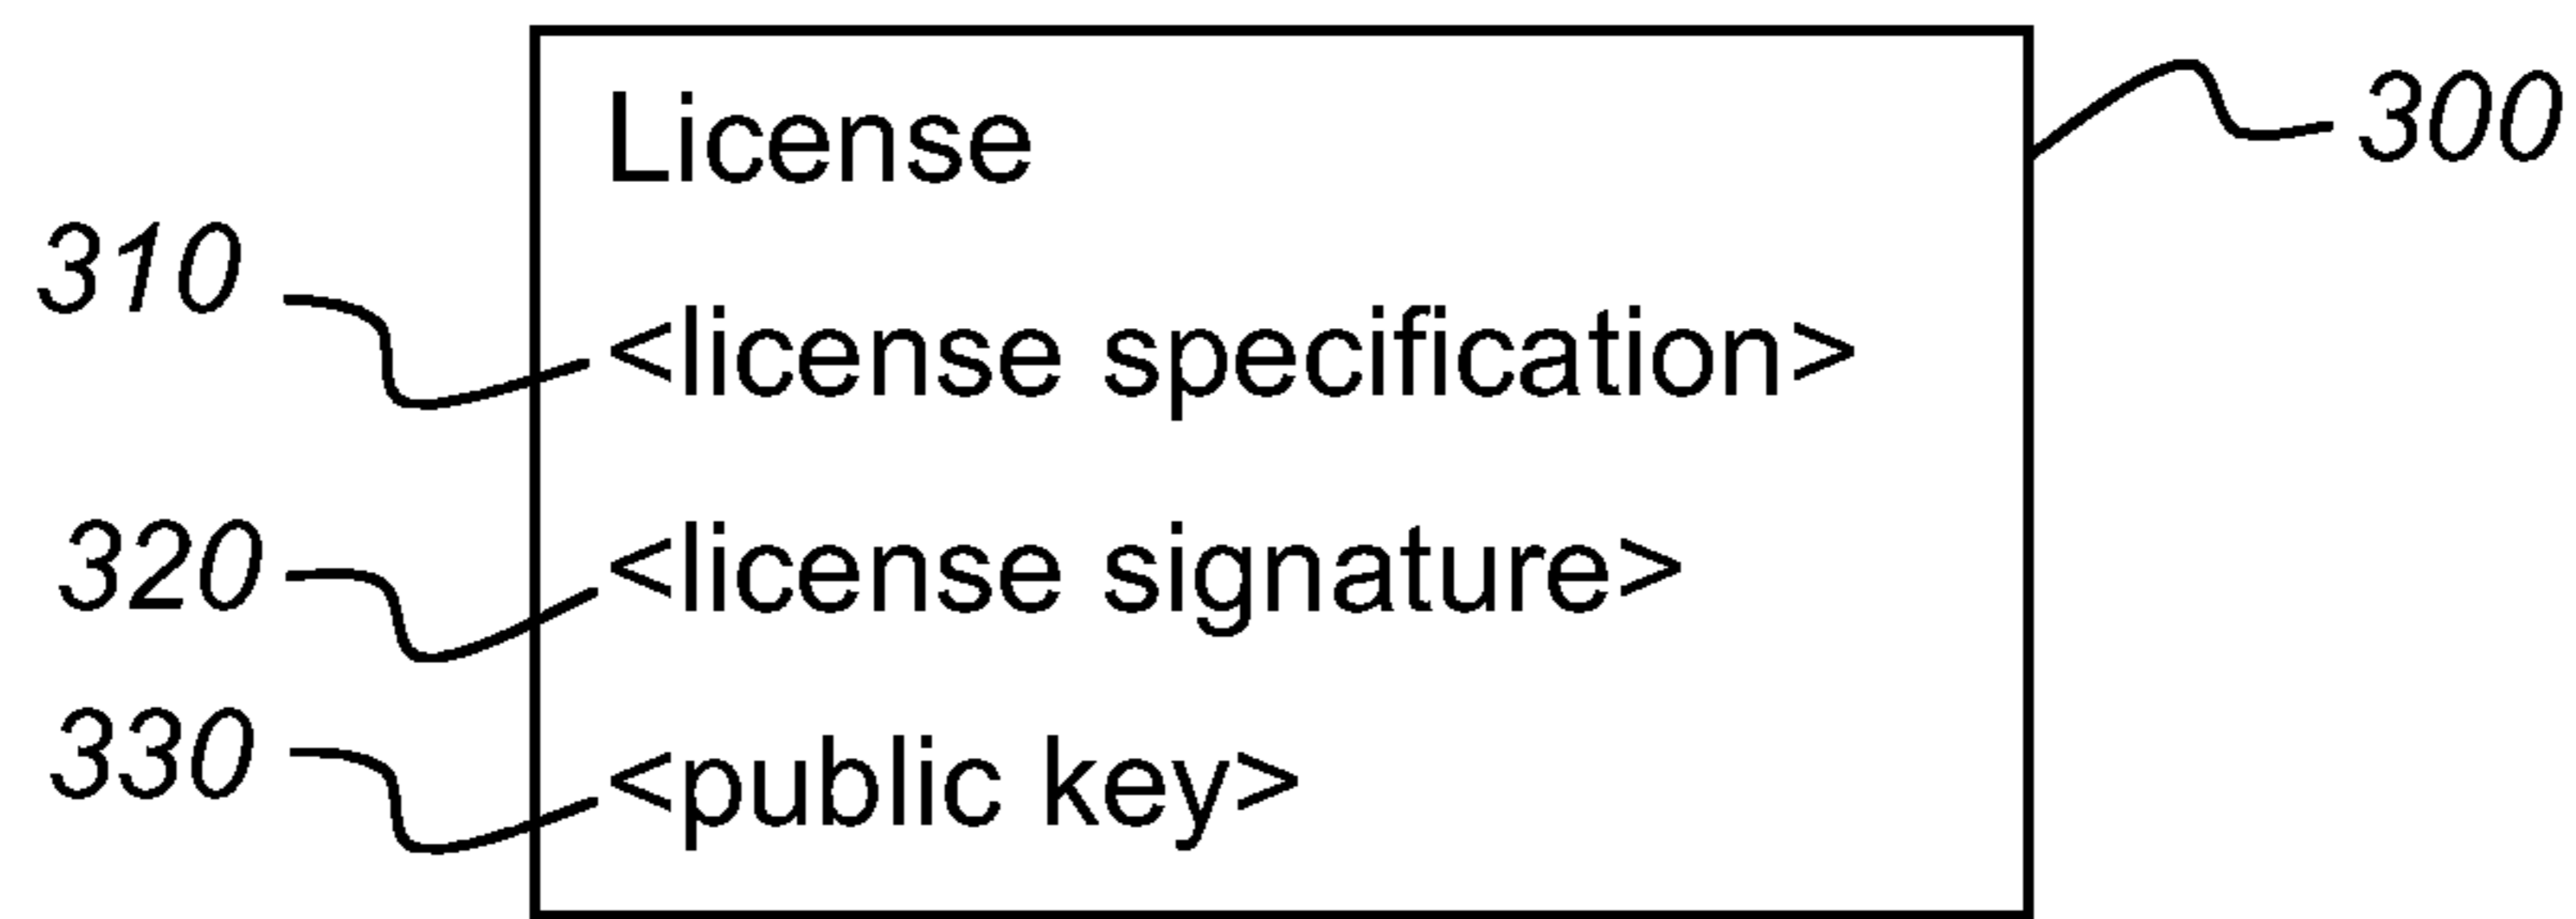 License
300
310
<license specification>
320
<license signature>
330
<public key>